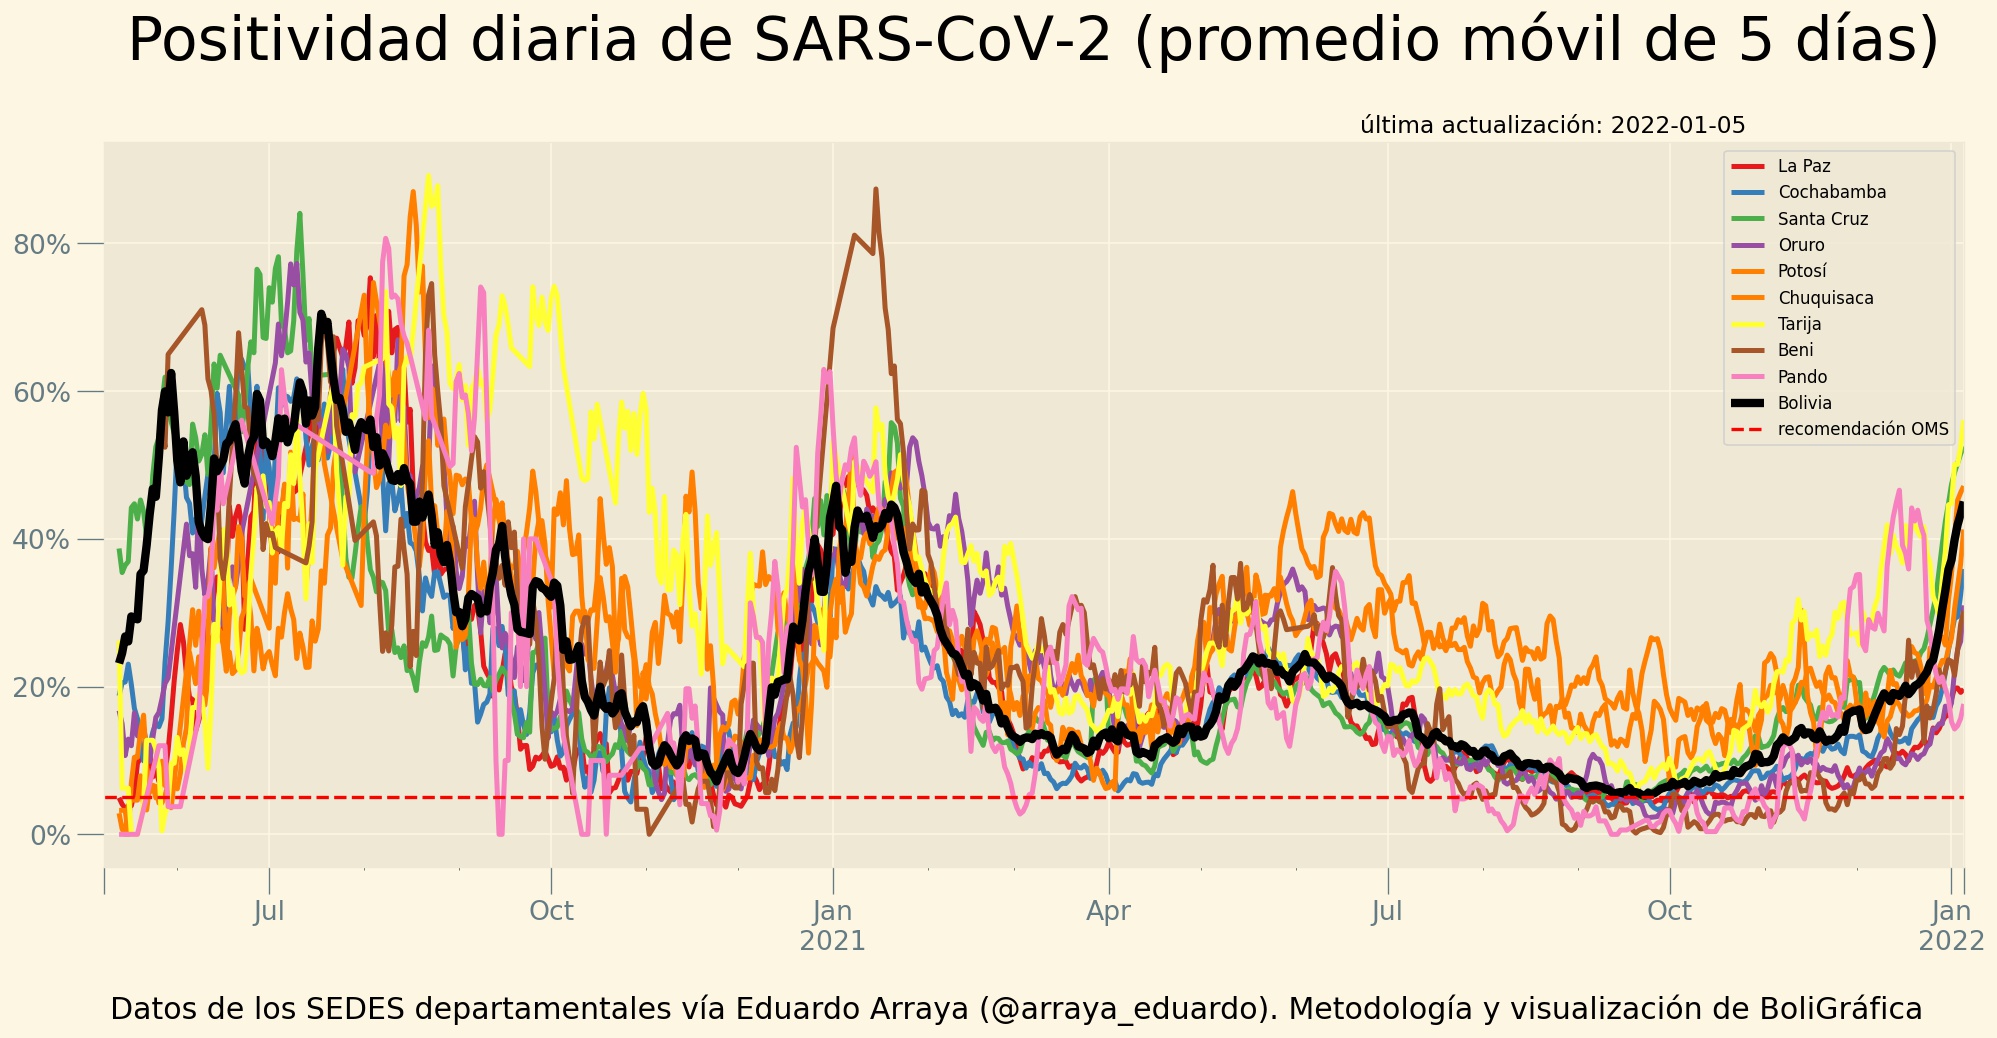 Positividad diaria de SARS-CoV-2 (promedio móvil de 5 días)
última actualización: 2022-01-05
La Paz
Cochabamba
Santa Cruz
Oruro
Potosí
Chuquisaca
Tarija
Beni
Pando
Bolivia
recomendación OMS
80%
60%
40%
20%
0%
Jul
Oct
Jan
2021
Apr
Jul
Oct
Jan
2022
Datos de los SEDES departamentales vía Eduardo Arraya (@arraya_eduardo). Metodología y visualización de BoliGráfica